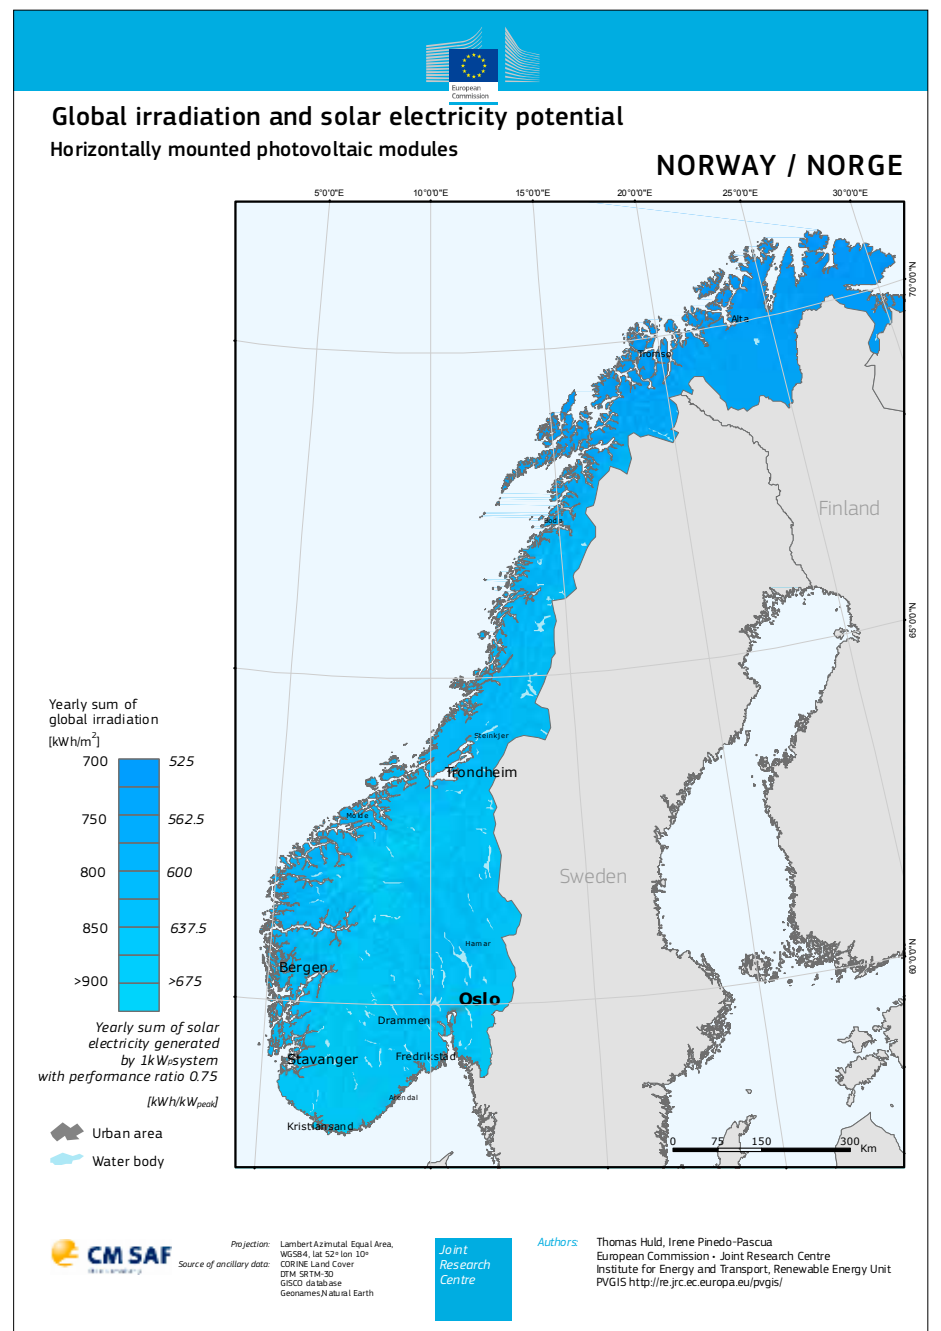 European
Commission
Global irradiation and solar electricity potential
Horizontally mounted photovoltaic modules
NORWAY / NORGE
5°0'0"E
10°0'0"E
15°0'0"E
20°0'0"E
25°0'0"E
30°0'0"E
70°0'0"N
65°0'0"N
60°0'0"N
Alta
Tromsø
Bodø
Finland
Steinkjer
Trondheim
Molde
Sweden
Hamar
Bergen
Oslo
Drammen
Stavanger
Fredrikstad
Arendal
Kristiansand
0 75 150 300
Km
Yearly sum of
global irradiation
[kWh/m2]
700 525
750 562.5
800 600
850 637.5
>900 >675
Yearly sum of solar
electricity generated
by 1kWp system
with performance ratio 0.75
[kWh/kWpeak]
Urban area
Water body
CM SAF
Projection: Lambert Azimutal Equal Area,
WGS84, lat 52º lon 10º
Source of ancillary data: CORINE Land Cover
DTM SRTM-30
GISCO database
Geonames,Natural Earth
Joint
Research
Centre
Authors: Thomas Huld, Irene Pinedo-Pascua
European Commission • Joint Research Centre
Institute for Energy and Transport, Renewable Energy Unit
PVGIS http://re.jrc.ec.europa.eu/pvgis/